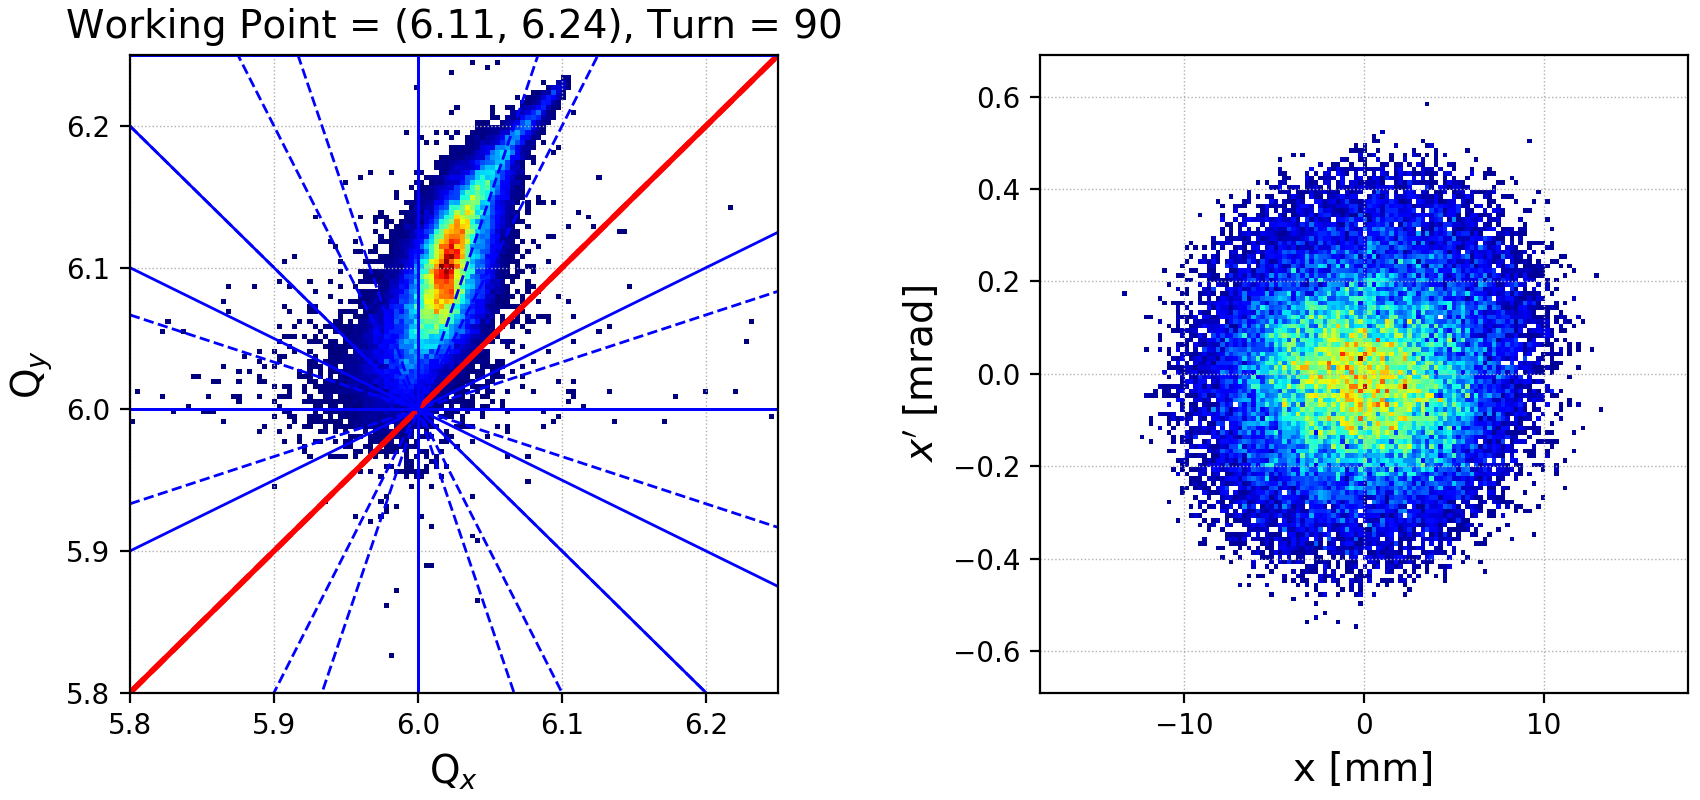 Working Point = (6.11, 6.24), Turn = 90
6.2
6.1
6.0
5.9
5.8
Q_y
5.8 5.9 6.0 6.1 6.2
Q_x
0.6
0.4
0.2
0.0
−0.2
−0.4
−0.6
x′ [mrad]
−10 0 10
x [mm]